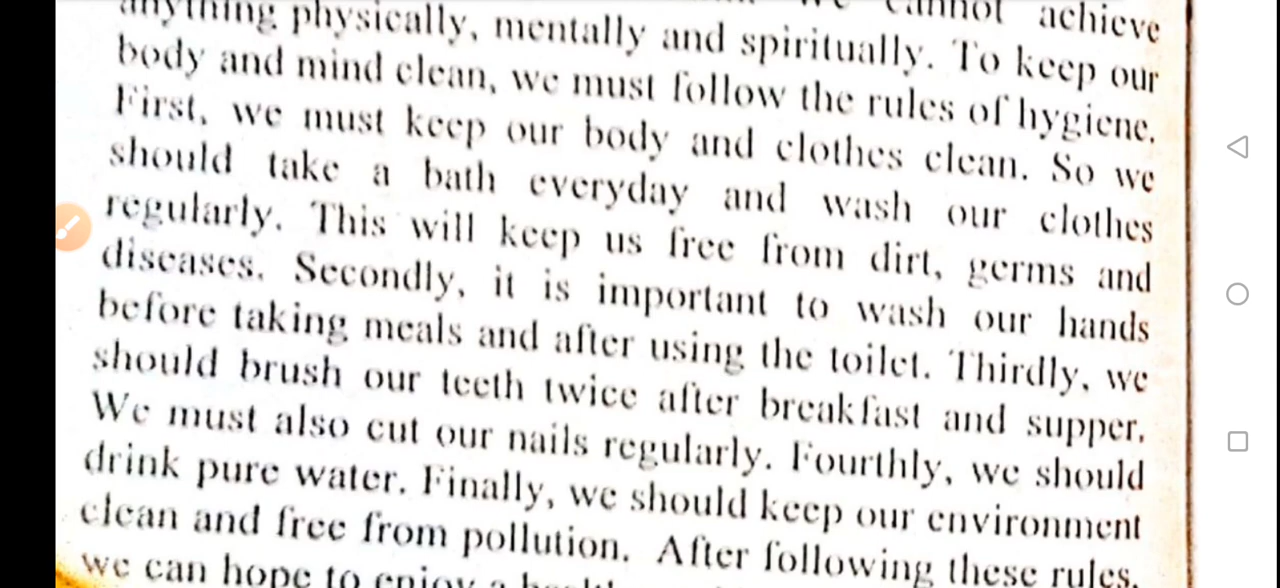 anything physically, mentally and spiritually. To keep our
body and mind clean, we must follow the rules of hygiene.
First, we must keep our body and clothes clean. So we
should take a bath everyday and wash our clothes
regularly. This will keep us free from dirt, germs and
diseases. Secondly, it is important to wash our hands
before taking meals and after using the toilet. Thirdly, we
should brush our teeth twice after breakfast and supper.
We must also cut our nails regularly. Fourthly, we should
drink pure water. Finally, we should keep our environment
clean and free from pollution. After following these rules,
we can hope to enjoy a